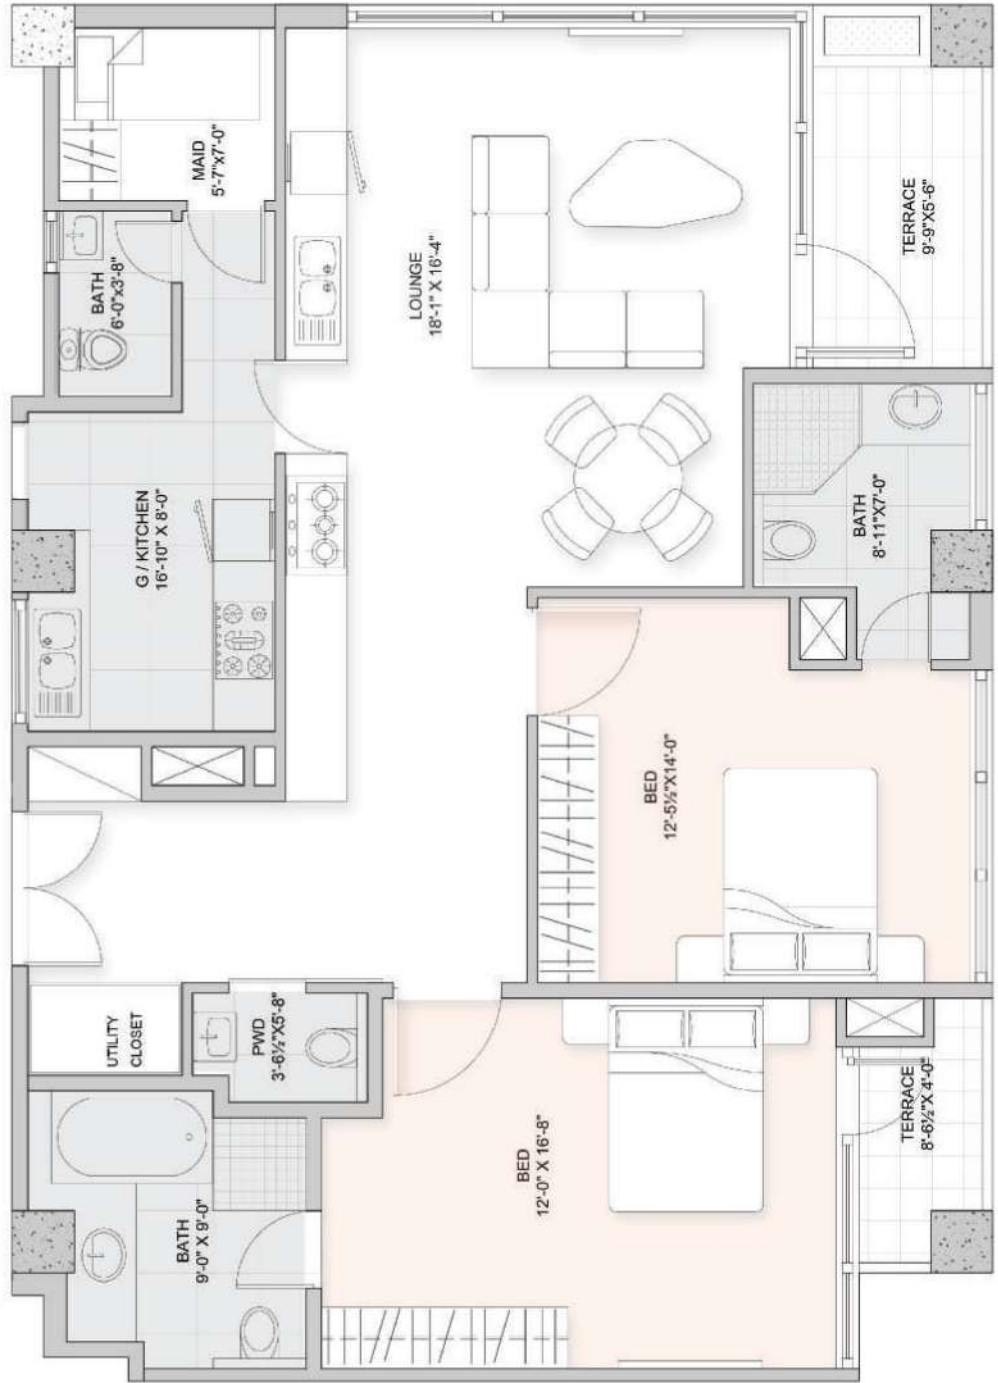 MAID
5'-7"x7'-0"
BATH
6'-0"x3'-8"
LOUNGE
18'-1" X 16'-4"
TERRACE
9'-9"X5'-6"
G / KITCHEN
16'-10" X 8'-0"
BATH
8'-11"X7'-0"
BED
12'-5½"X14'-0"
UTILITY
CLOSET
PWD
3'-6½"X5'-8"
BATH
9'-0" X 9'-0"
BED
12'-0" X 16'-8"
TERRACE
8'-6½"X 4'-0"